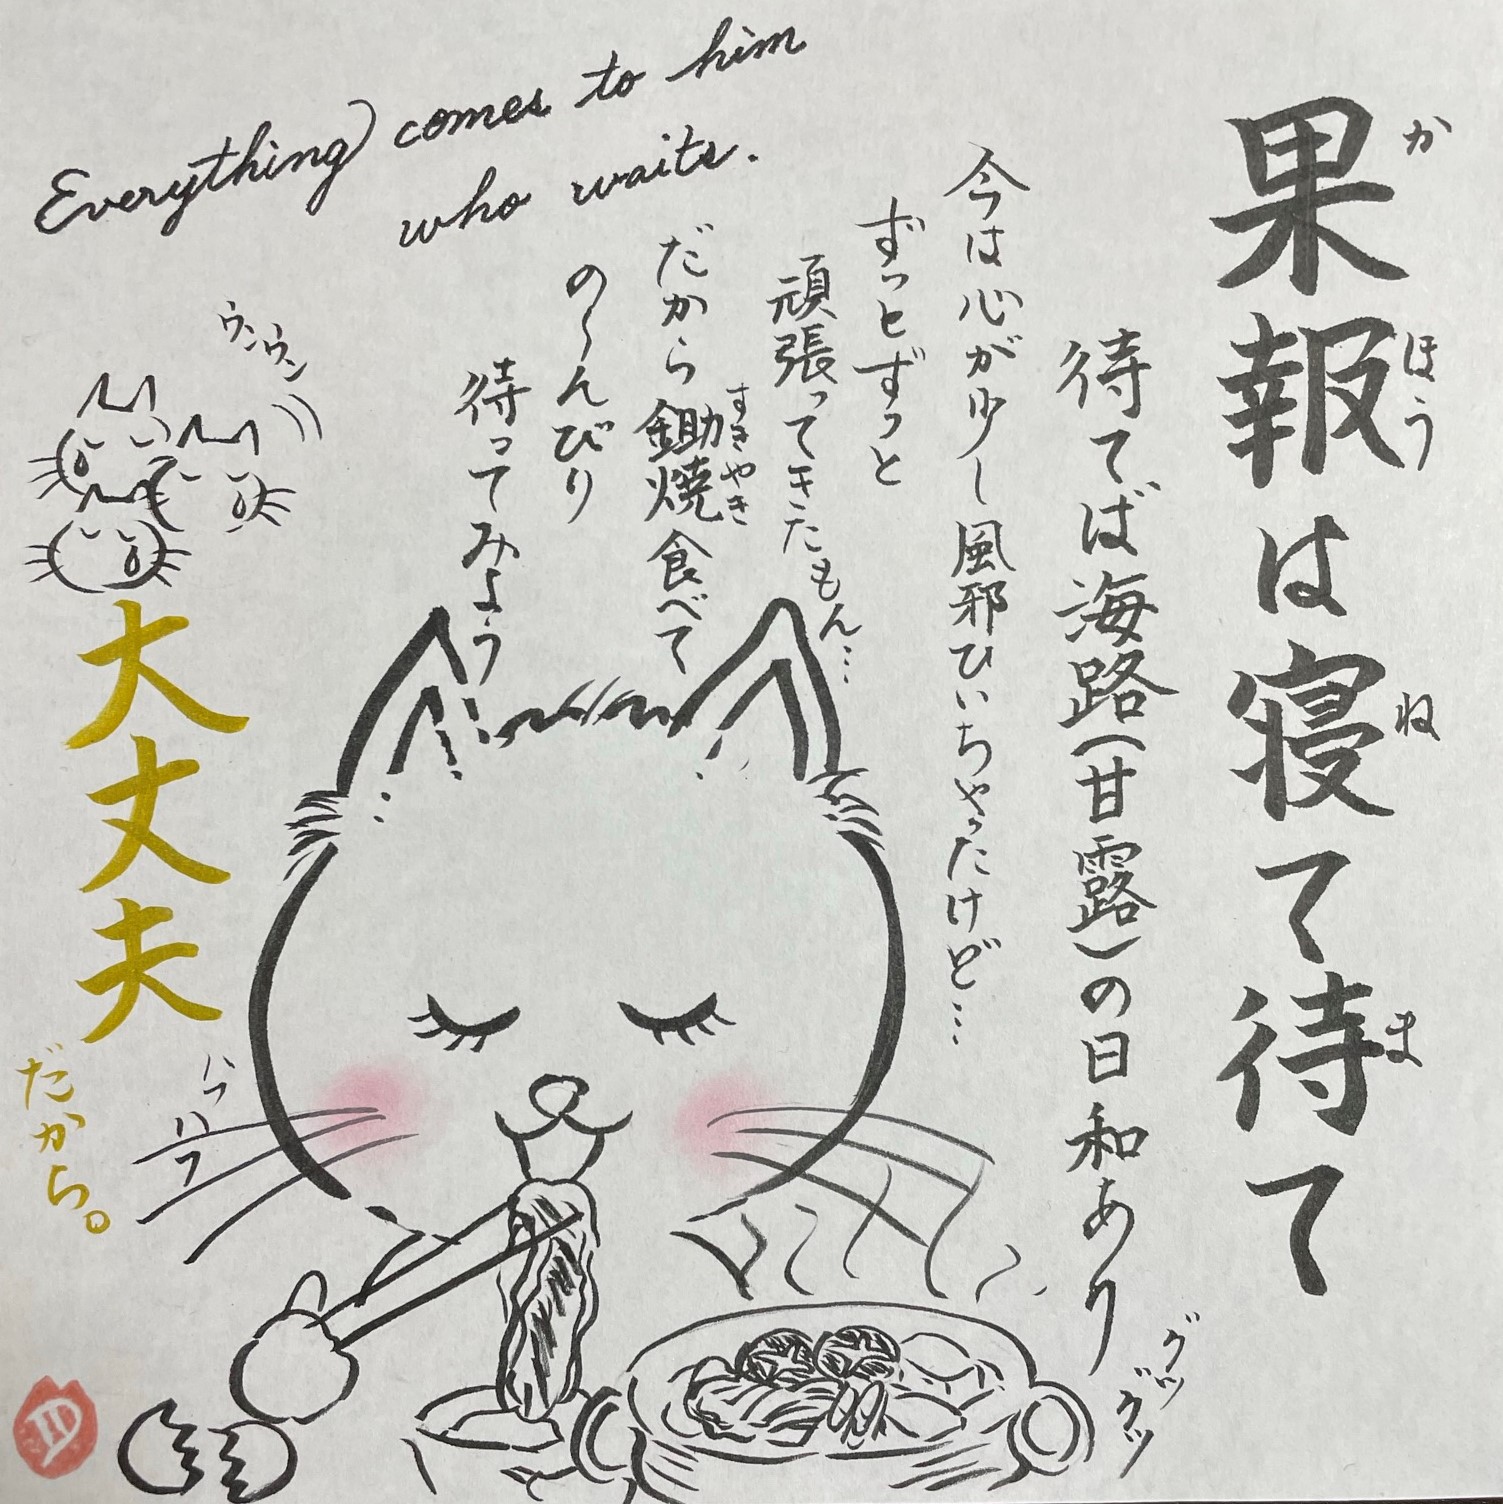 Everything comes to him
who waits.
果報は寝て待て
か
ほう
ね
ま
待てば海路(甘露)の日和あり
今は心が少し風邪ひいちゃったけど…
ずっとずっと
頑張ってきたもん…
だから鋤焼食べて
すきやき
の〜んびり
待ってみよう
ウンウン
大丈夫
だから。
ハフハフ
グツグツ